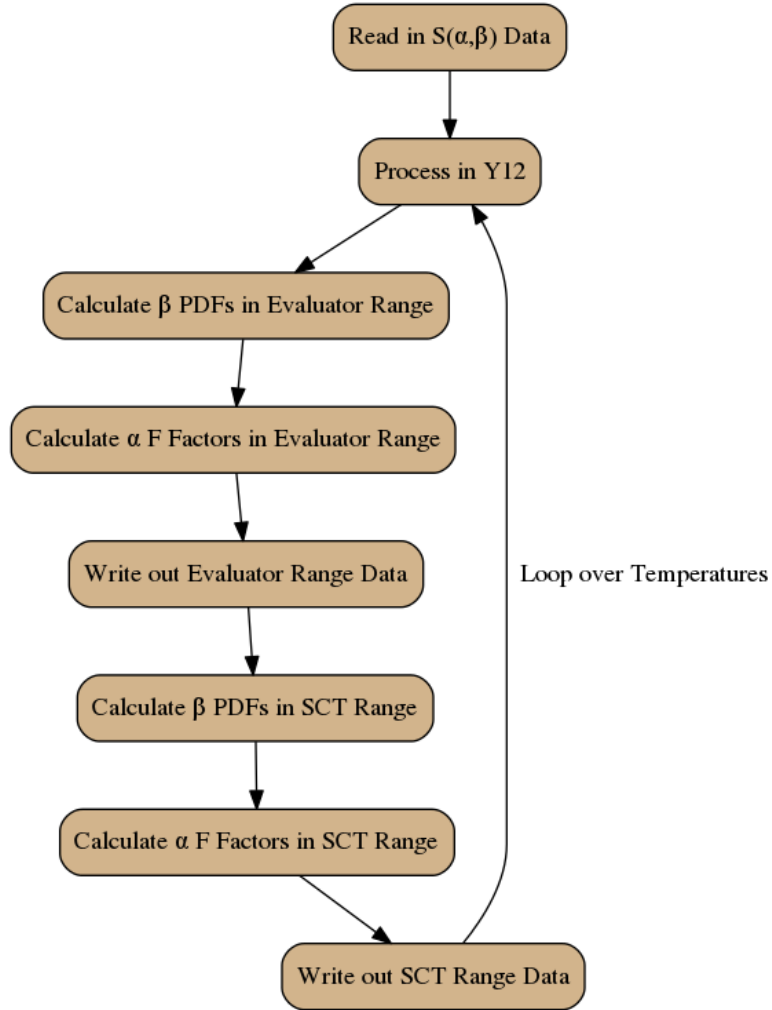 Read in S(α,β) Data
Process in Y12
Calculate β PDFs in Evaluator Range
Calculate α F Factors in Evaluator Range
Write out Evaluator Range Data
Loop over Temperatures
Calculate β PDFs in SCT Range
Calculate α F Factors in SCT Range
Write out SCT Range Data